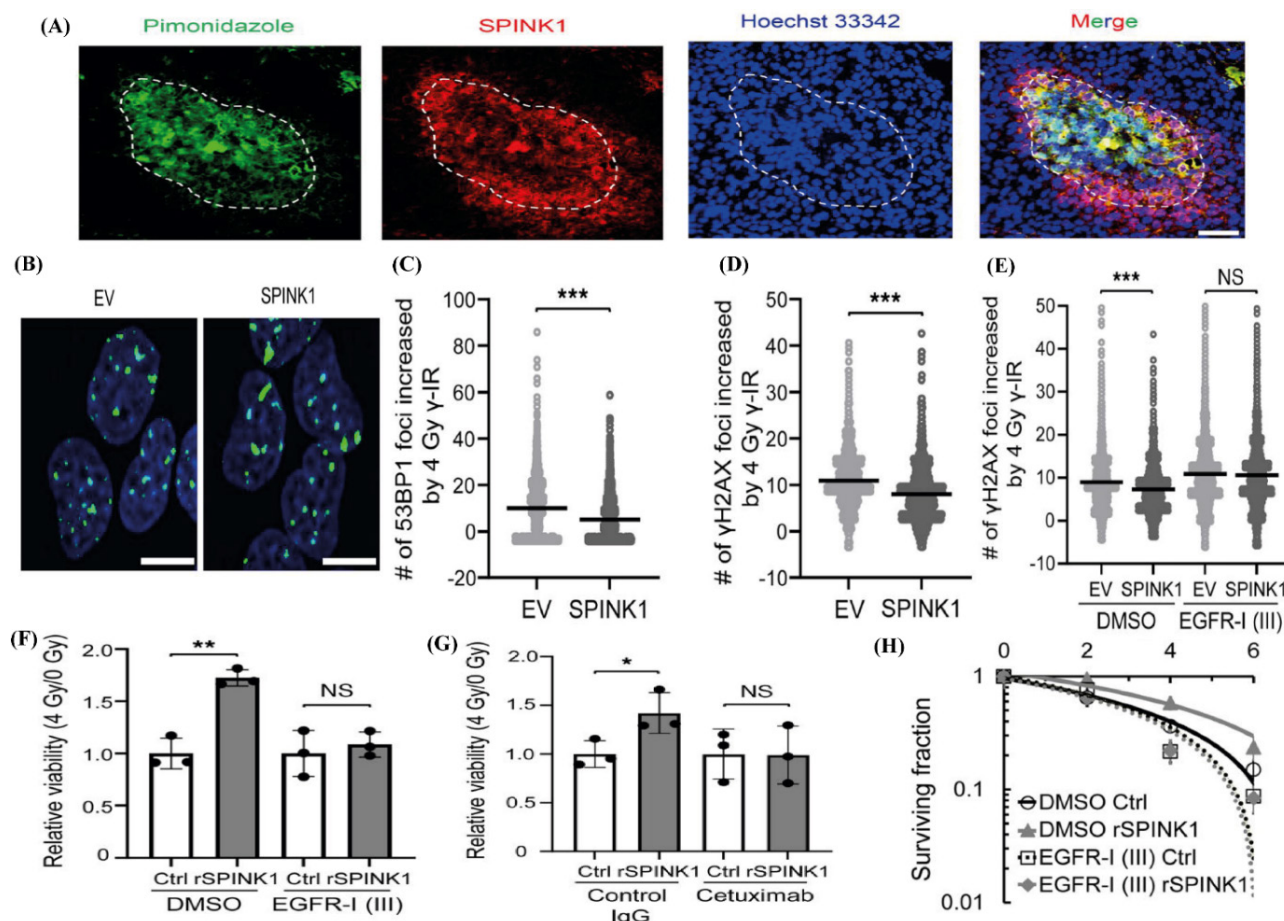 (A)
Pimonidazole SPINK1 Hoechst 33342 Merge
(B)
EV SPINK1
(C)
# of 53BP1 foci increased
by 4 Gy γ-IR
100
80
60
40
20
0
-20
***
EV SPINK1
(D)
# of γH2AX foci increased
by 4 Gy γ-IR
50
40
30
20
10
0
-10
***
EV SPINK1
(E)
# of γH2AX foci increased
by 4 Gy γ-IR
50
40
30
20
10
0
-10
*** NS
EV SPINK1 EV SPINK1
DMSO EGFR-I (III)
(F)
Relative viability (4 Gy/0 Gy)
2.0
1.5
1.0
0.5
0
** NS
Ctrl rSPINK1 Ctrl rSPINK1
DMSO EGFR-I (III)
(G)
Relative viability (4 Gy/0 Gy)
2.0
1.5
1.0
0.5
0
* NS
Ctrl rSPINK1 Ctrl rSPINK1
Control Cetuximab
IgG
(H)
0 2 4 6
Surviving fraction
1
0.1
0.01
DMSO Ctrl
DMSO rSPINK1
EGFR-I (III) Ctrl
EGFR-I (III) rSPINK1